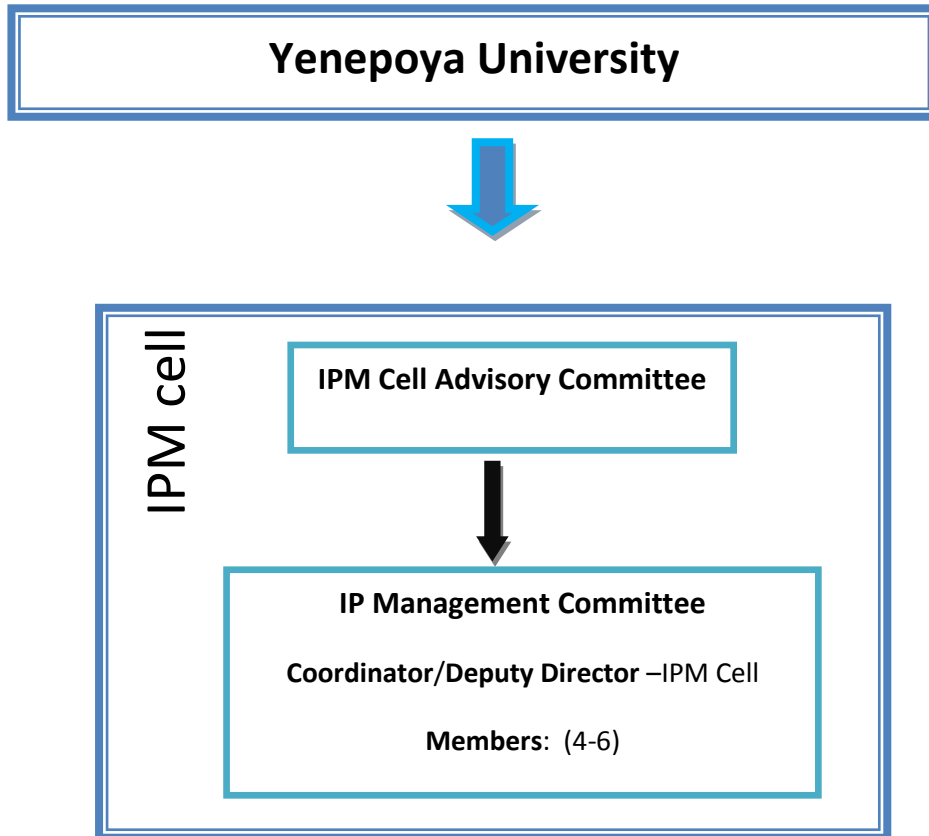 Yenepoya University
IPM cell
IPM Cell Advisory Committee
IP Management Committee
Coordinator/Deputy Director –IPM Cell
Members: (4-6)